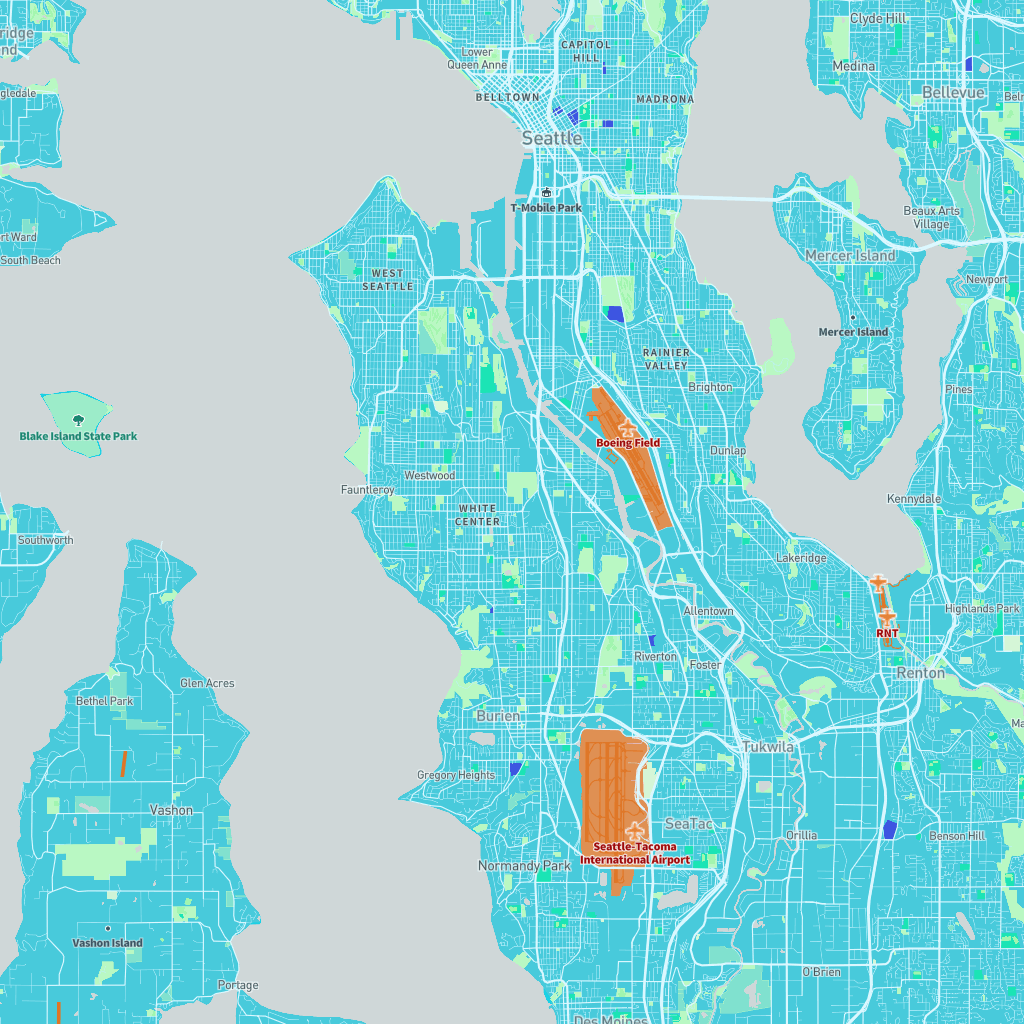 Clyde Hill
CAPITOL
HILL
Lower
Queen Anne
ridge
nd
Medina
gledale
BELLTOWN
MADRONA
Bellevue
Seattle
T-Mobile Park
Beaux Arts
Village
rt Ward
South Beach
Mercer Island
WEST
SEATTLE
Newport
Mercer Island
RAINIER
VALLEY
Brighton
Pines
Blake Island State Park
Boeing Field
Dunlap
Westwood
Fauntleroy
Kennydale
WHITE
CENTER
Southworth
Lakeridge
Allentown
Highlands Park
RNT
Riverton
Foster
Renton
Glen Acres
Bethel Park
Burien
Ma
Tukwila
Gregory Heights
Vashon
SeaTac
Orillia
Benson Hill
Seattle-Tacoma
International Airport
Normandy Park
Vashon Island
O'Brien
Portage
Des Moines